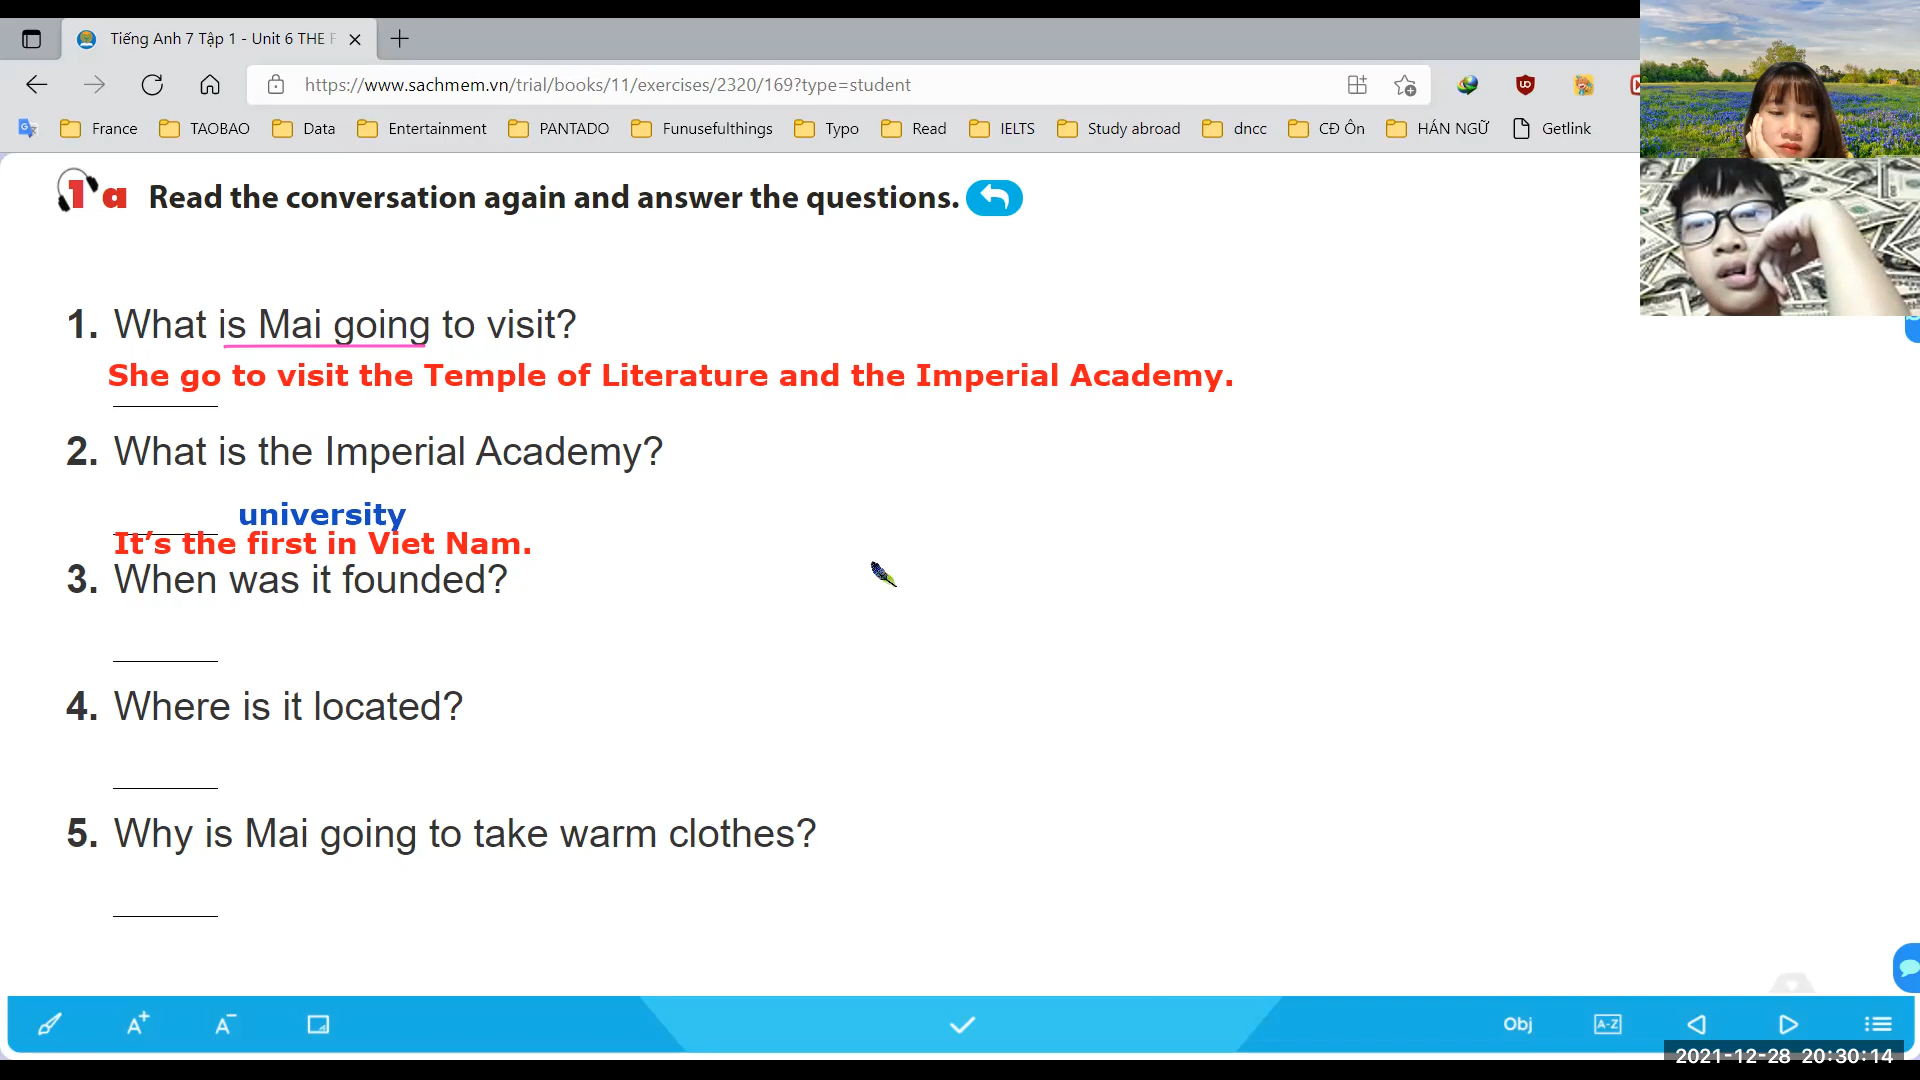 Tiếng Anh 7 Tập 1 - Unit 6 THE F
https://www.sachmem.vn/trial/books/11/exercises/2320/169?type=student
France TAOBAO Data Entertainment PANTADO Funusefulthings Typo Read IELTS Study abroad dncc CĐ Ôn HÁN NGỮ Getlink
1 a Read the conversation again and answer the questions.
1. What is Mai going to visit?
She go to visit the Temple of Literature and the Imperial Academy.
2. What is the Imperial Academy?
university
It’s the first in Viet Nam.
3. When was it founded?
4. Where is it located?
5. Why is Mai going to take warm clothes?
A+ A- Obj A-Z
2021-12-28 20:30:14